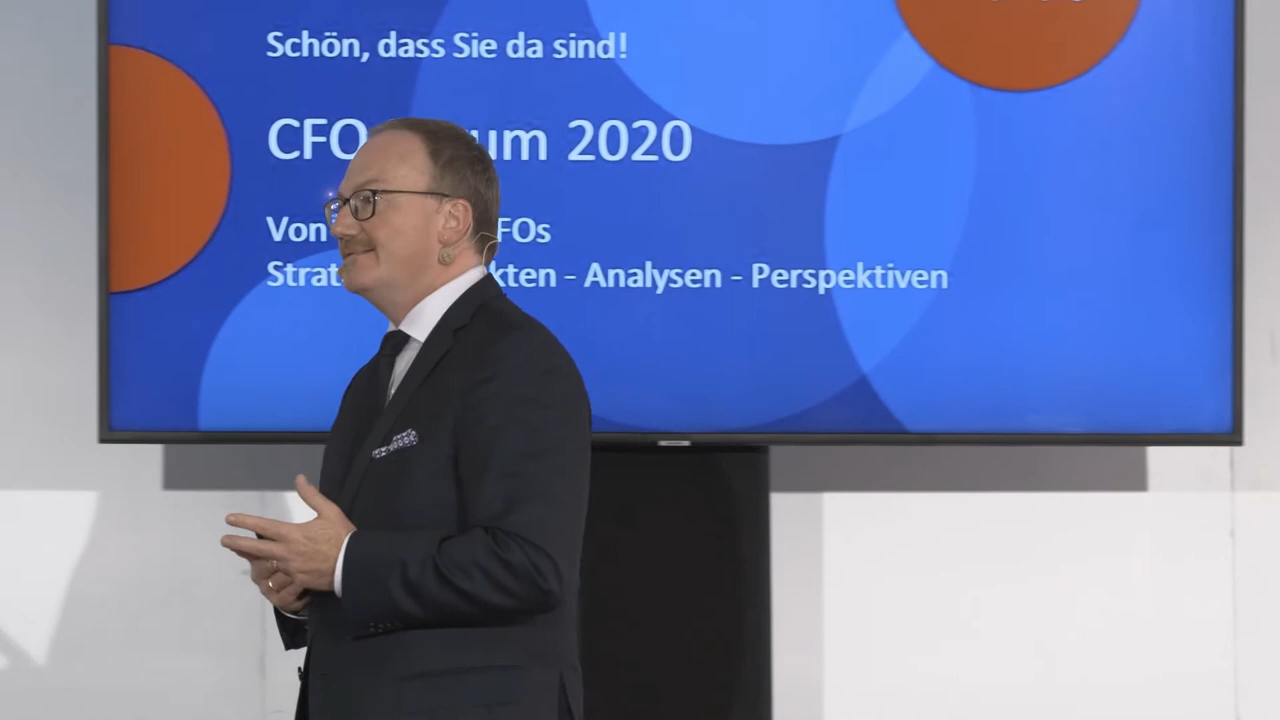 Schön, dass Sie da sind!
CFO um 2020
Von FOs
Strat kten - Analysen - Perspektiven